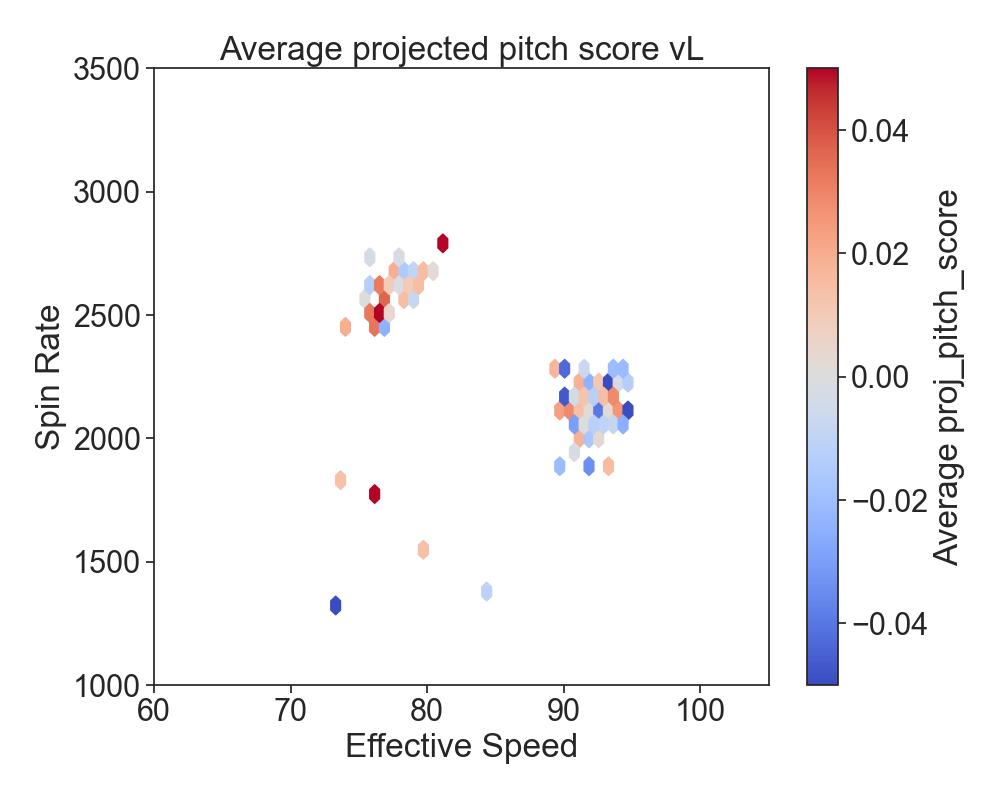 Average projected pitch score vL
3500
3000
2500
2000
1500
1000
Spin Rate
60 70 80 90 100
Effective Speed
0.04
0.02
0.00
−0.02
−0.04
Average proj_pitch_score